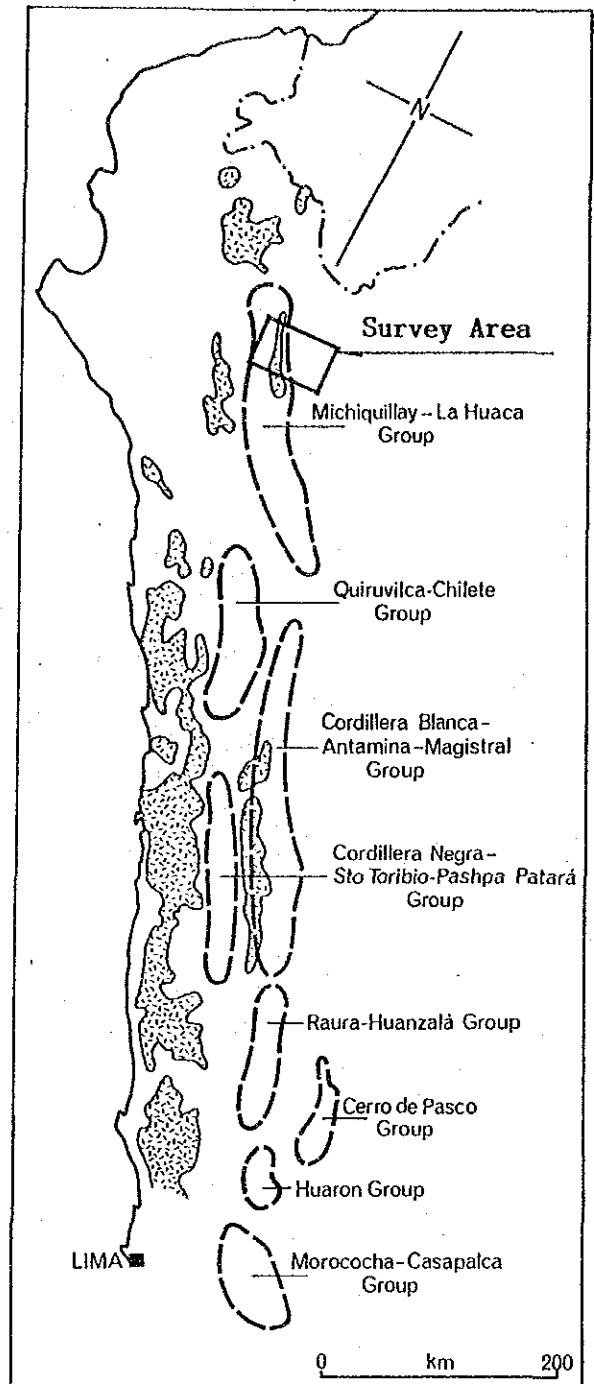 N
Survey Area
Michiquillay-La Huaca
Group
Quiruvilca-Chilete
Group
Cordillera Blanca-
Antamina-Magistral
Group
Cordillera Negra-
Sto Toribio-Pashpa Patará
Group
Raura-Huanzalá Group
Cerro de Pasco
Group
Huaron Group
LIMA
Morococha-Casapalca
Group
0 km 200